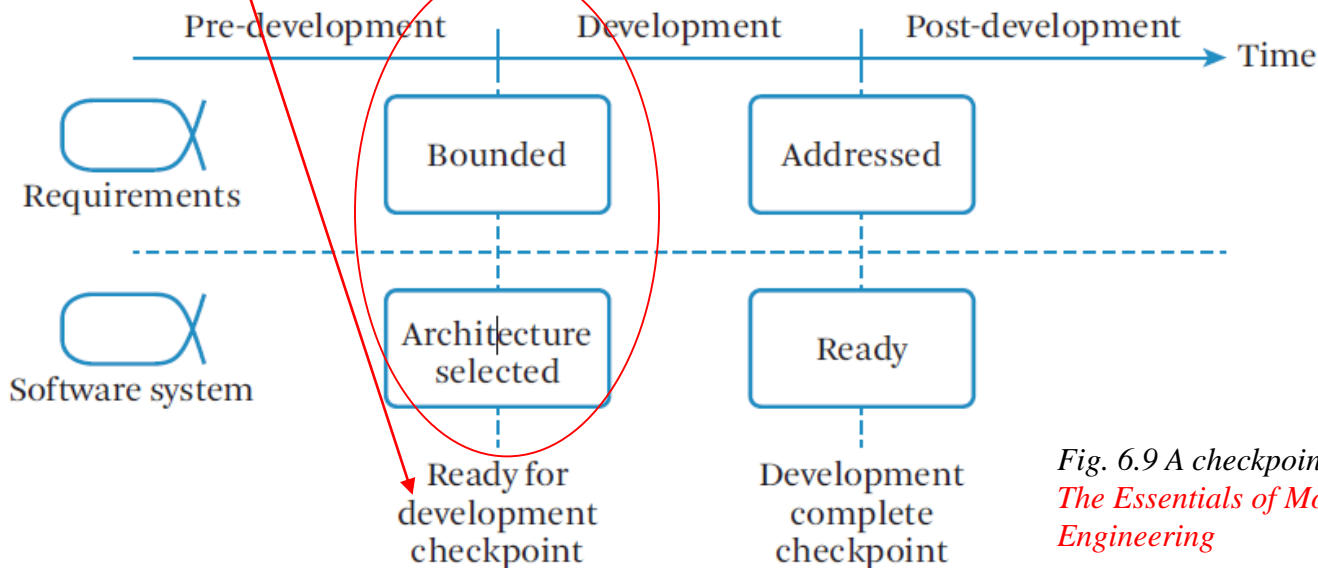 Pre-development Development Post-development
Time
Bounded Addressed
Requirements
Architecture
selected
Ready
Software system
Ready for
development
checkpoint
Development
complete
checkpoint
Fig. 6.9 A checkpoin
The Essentials of Mo
Engineering